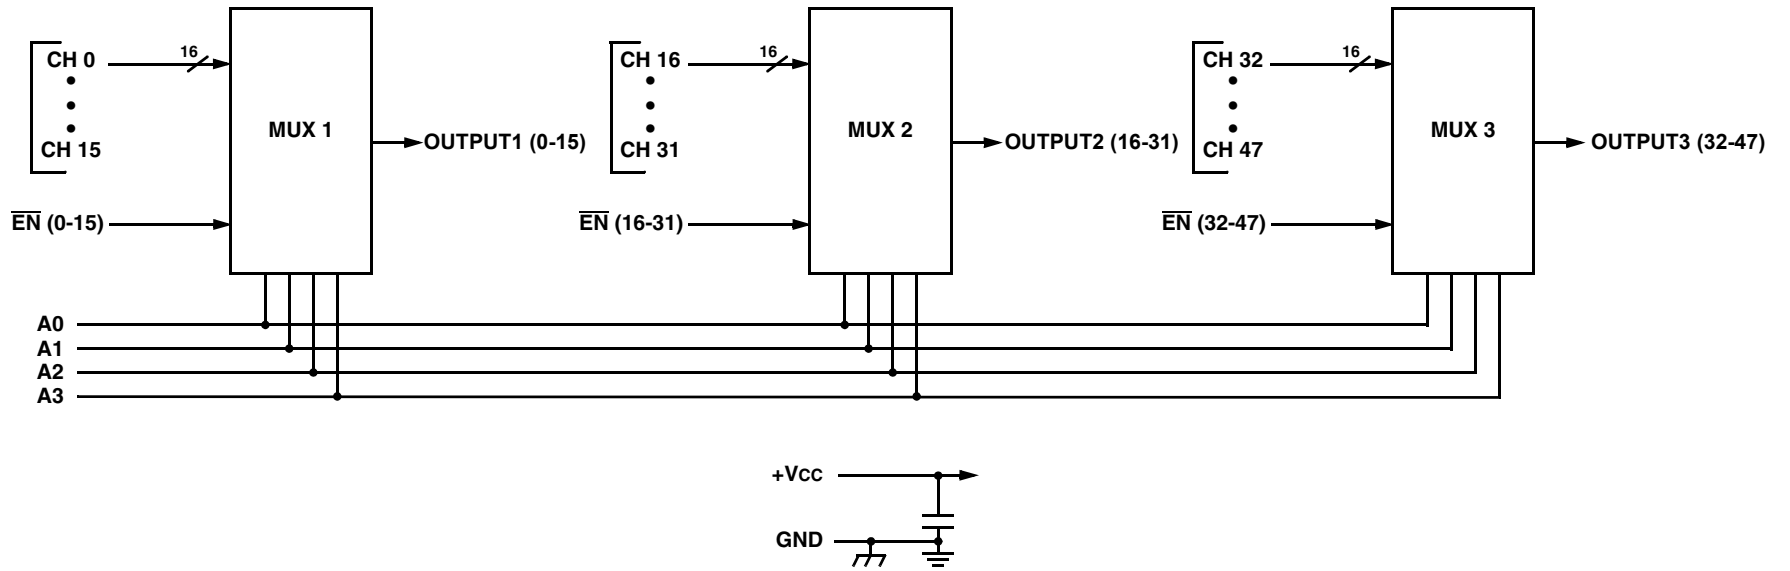 CH 0
16
CH 15
MUX 1
OUTPUT1 (0-15)
EN (0-15)
CH 16
16
CH 31
MUX 2
OUTPUT2 (16-31)
EN (16-31)
CH 32
16
CH 47
MUX 3
OUTPUT3 (32-47)
EN (32-47)
A0
A1
A2
A3
+VCC
GND